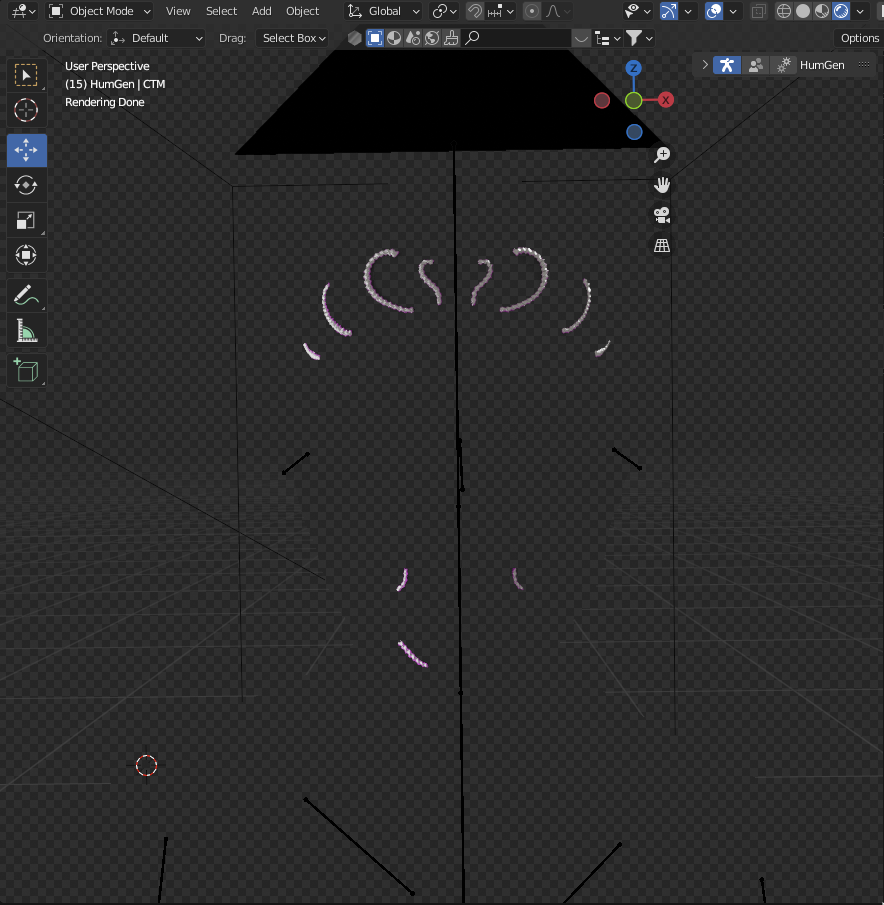 Object Mode View Select Add Object Global
Orientation: Default Drag: Select Box Options
User Perspective
(15) HumGen | CTM
Rendering Done
Z
X
HumGen